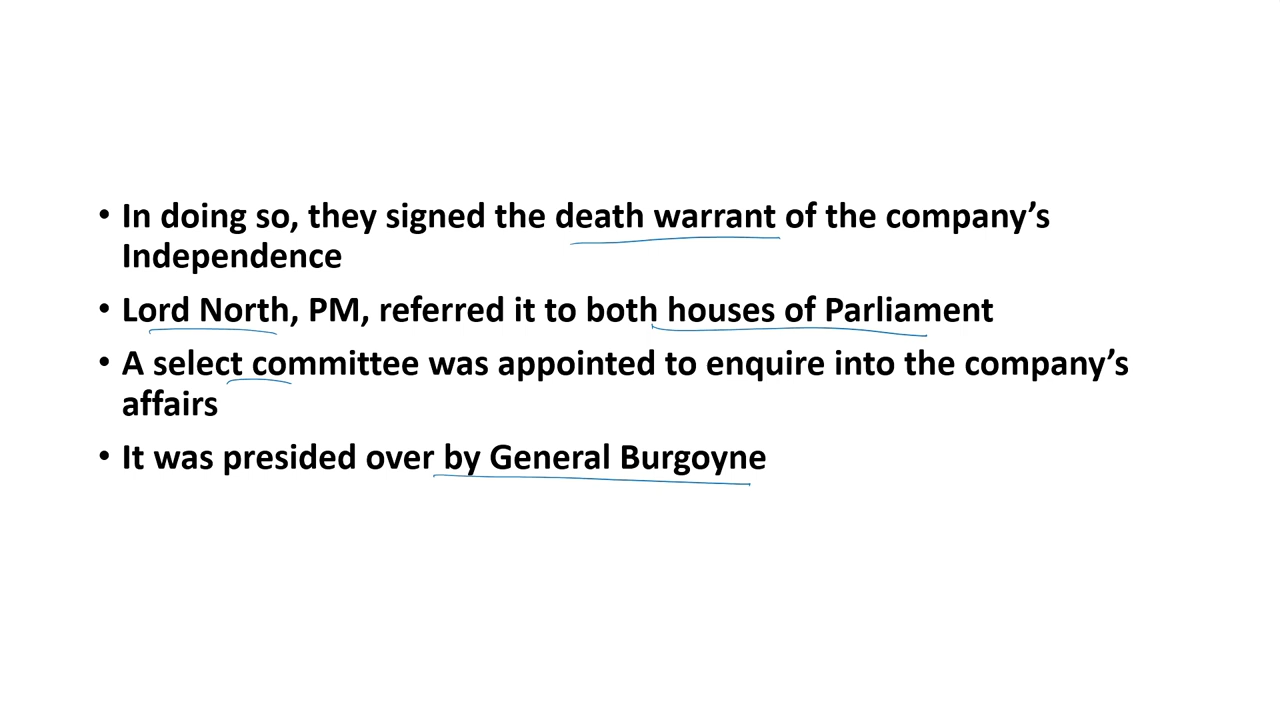 • In doing so, they signed the death warrant of the company’s
Independence
• Lord North, PM, referred it to both houses of Parliament
• A select committee was appointed to enquire into the company’s
affairs
• It was presided over by General Burgoyne